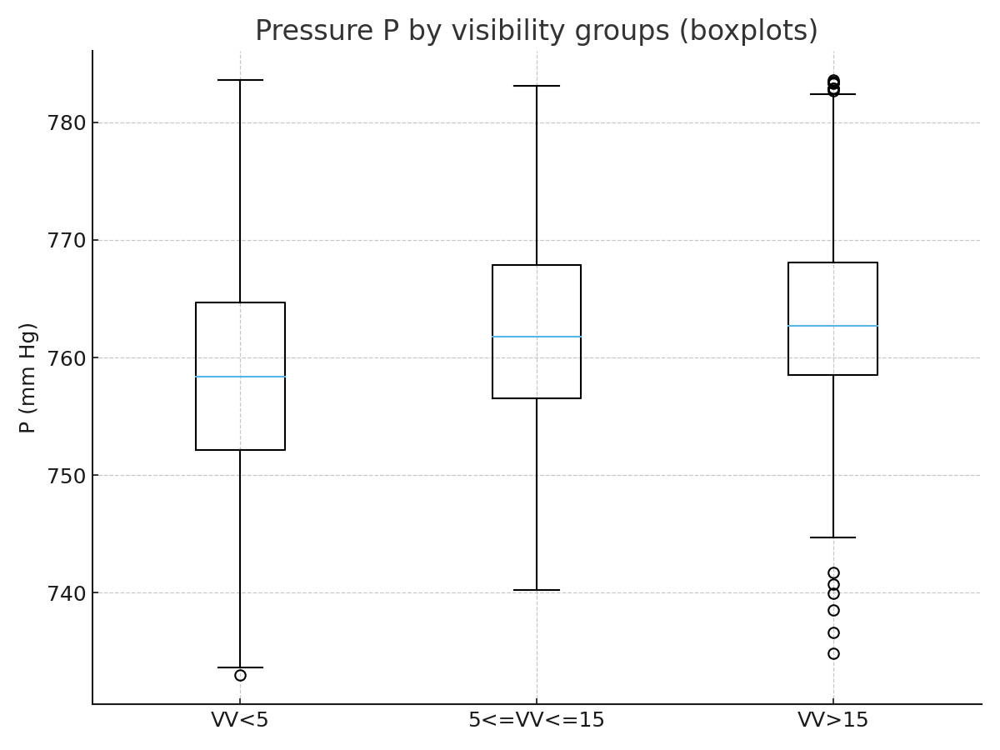 Pressure P by visibility groups (boxplots)
780
770
760
750
740
P (mm Hg)
VV<5
5<=VV<=15
VV>15